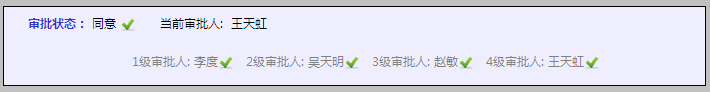 审批状态： 同意 当前审批人: 王天虹
1级审批人: 李度 2级审批人: 吴天明 3级审批人: 赵敏 4级审批人: 王天虹